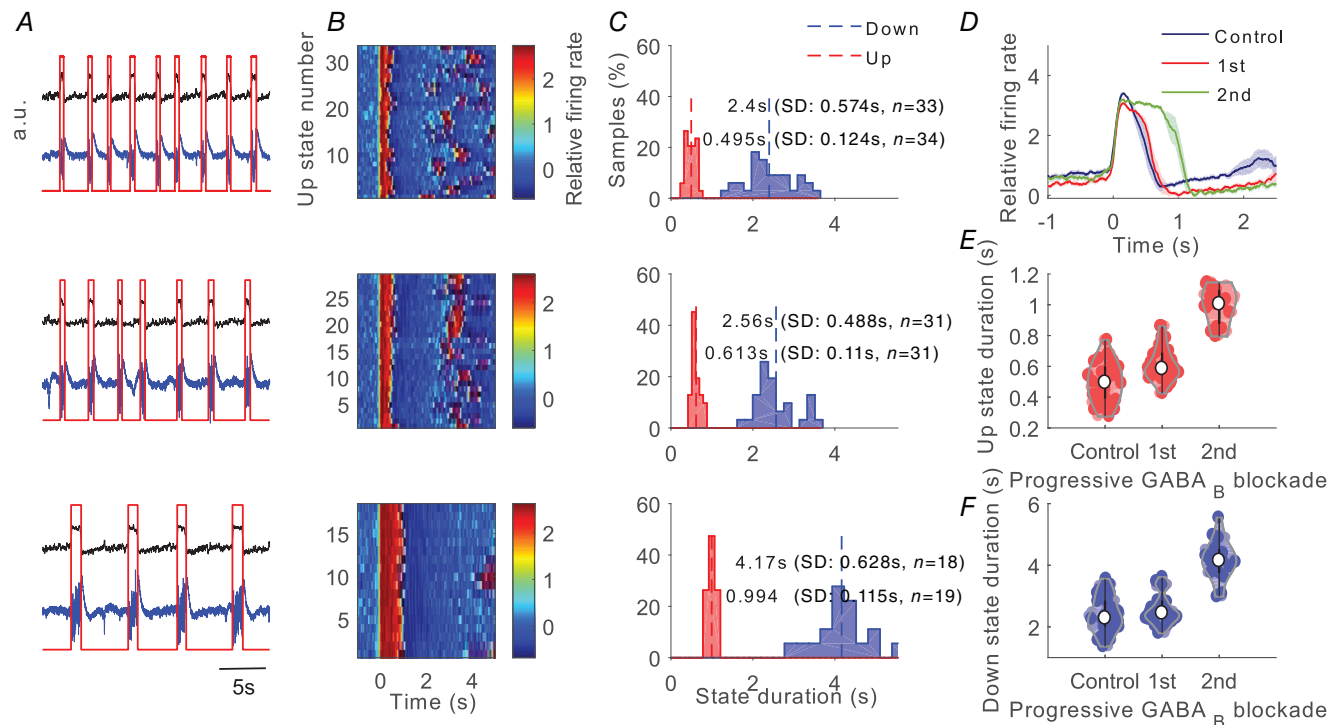 A
a.u.
5s
B
Up state number
30
20
10
2
1
0
Relative firing rate
25
20
15
10
5
2
1
0
15
10
5
2
1
0
0 2 4
Time (s)
C
Down
Up
Samples (%)
60
40
20
0
0 2 4
2.4s (SD: 0.574s, n=33)
0.495s (SD: 0.124s, n=34)
60
40
20
0
0 2 4
2.56s (SD: 0.488s, n=31)
0.613s (SD: 0.11s, n=31)
60
40
20
0
0 2 4
4.17s (SD: 0.628s, n=18)
0.994 (SD: 0.115s, n=19)
State duration (s)
D
Control
1st
2nd
Relative firing rate
4
2
0
-1 0 1 2
Time (s)
E
Up state duration (s)
1.2
1
0.8
0.6
0.4
0.2
Control 1st 2nd
Progressive GABA B blockade
F
Down state duration (s)
6
4
2
Control 1st 2nd
Progressive GABA B blockade